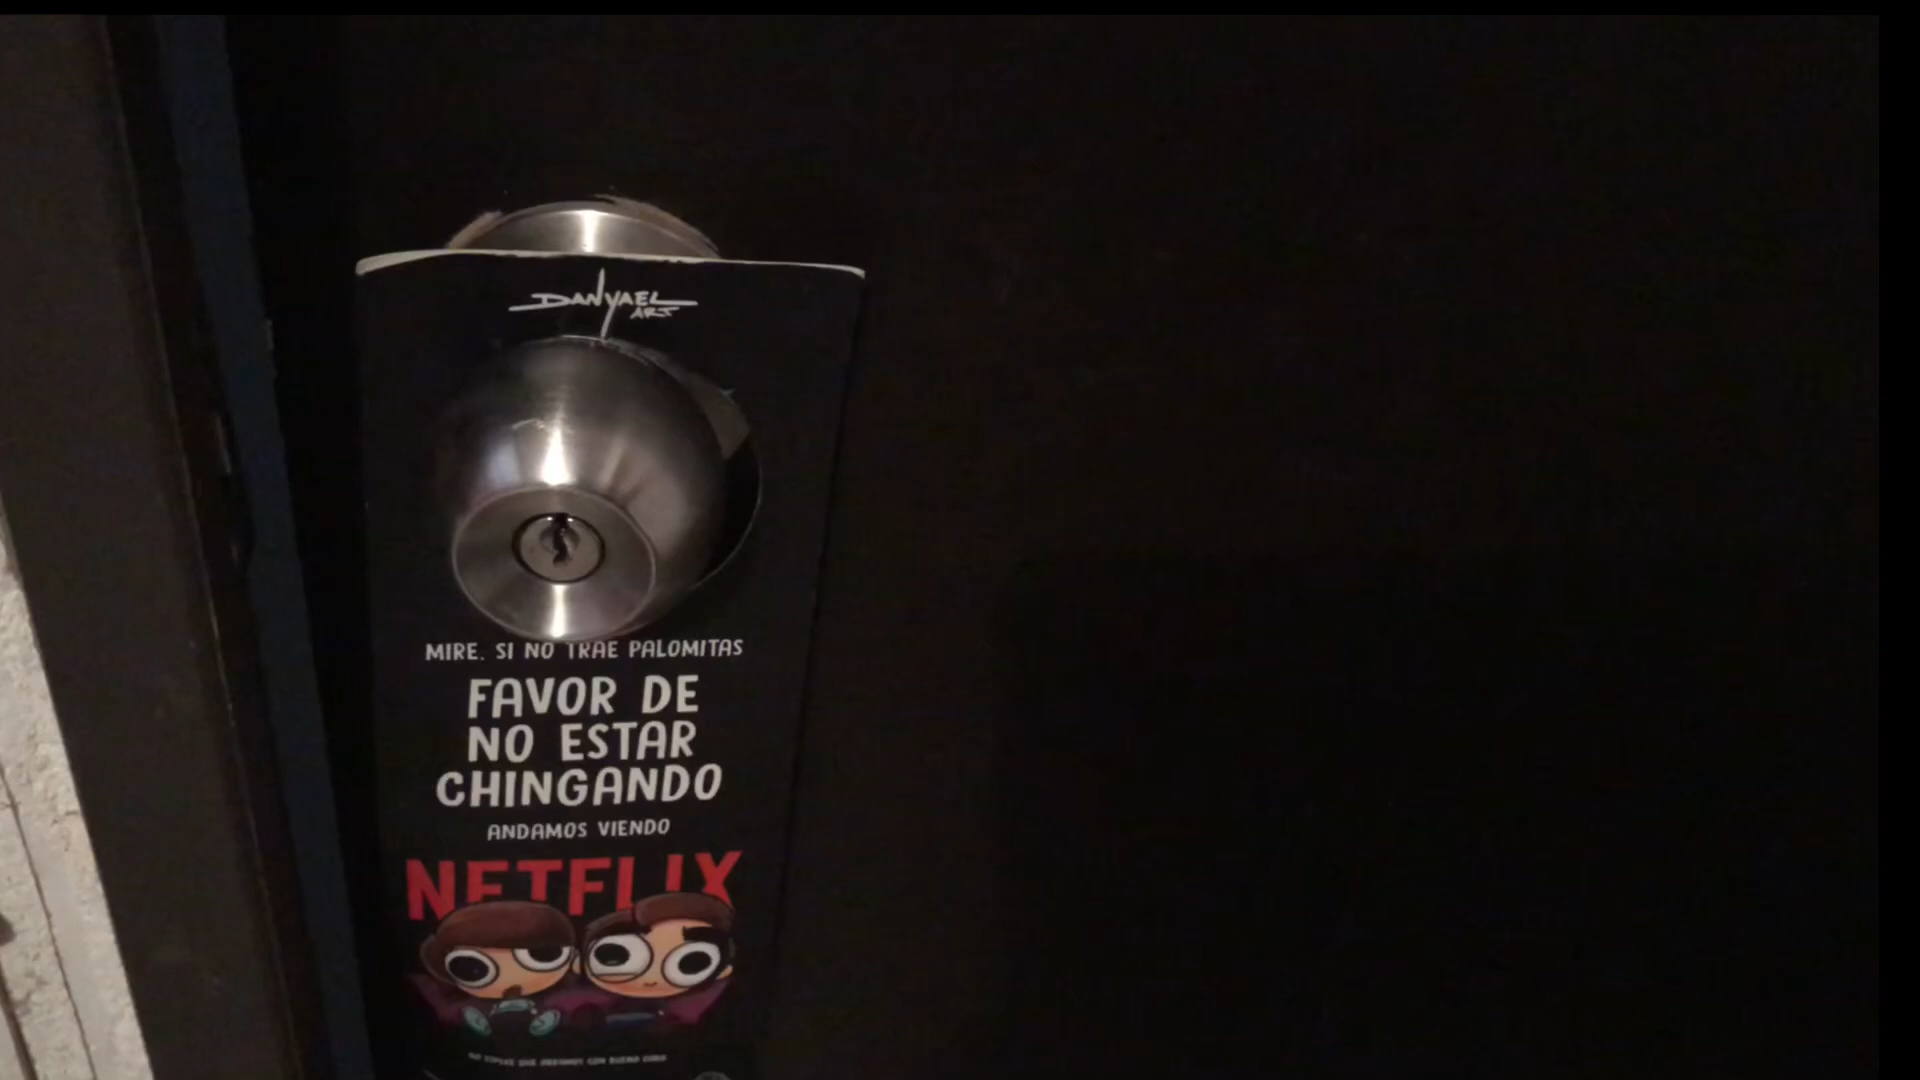 DANYAEL
ART
MIRE, SI NO TRAE PALOMITAS
FAVOR DE
NO ESTAR
CHINGANDO
ANDAMOS VIENDO
NETFLIX